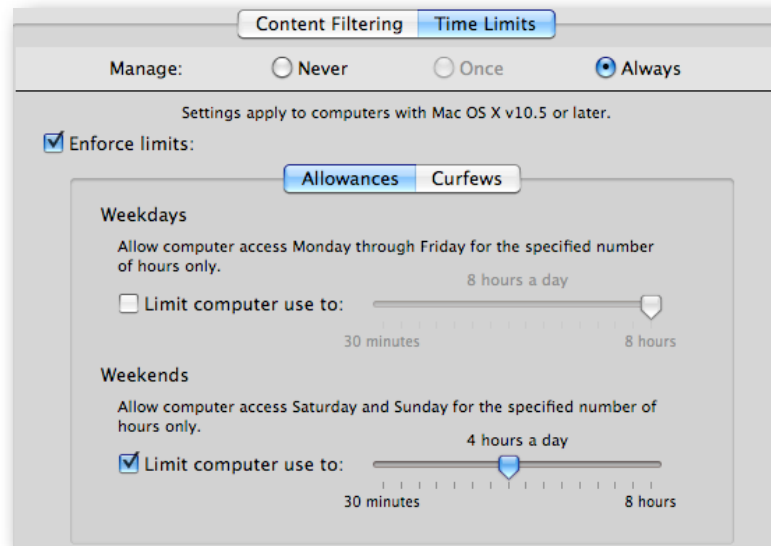 Content Filtering Time Limits
Manage: Never Once Always
Settings apply to computers with Mac OS X v10.5 or later.
Enforce limits:
Allowances Curfews
Weekdays
Allow computer access Monday through Friday for the specified number
of hours only.
8 hours a day
Limit computer use to:
30 minutes 8 hours
Weekends
Allow computer access Saturday and Sunday for the specified number of
hours only.
4 hours a day
Limit computer use to:
30 minutes 8 hours